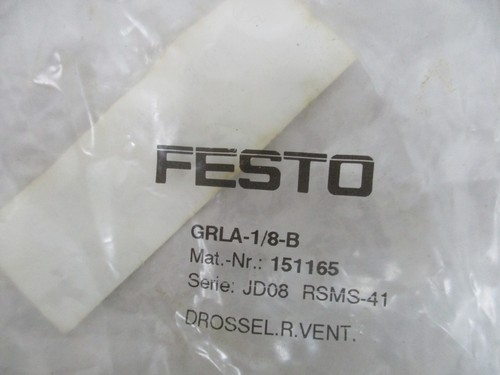 FESTO
GRLA-1/8-B
Mat.-Nr.: 151165
Serie: JD08 RSMS-41
DROSSEL.R.VENT.